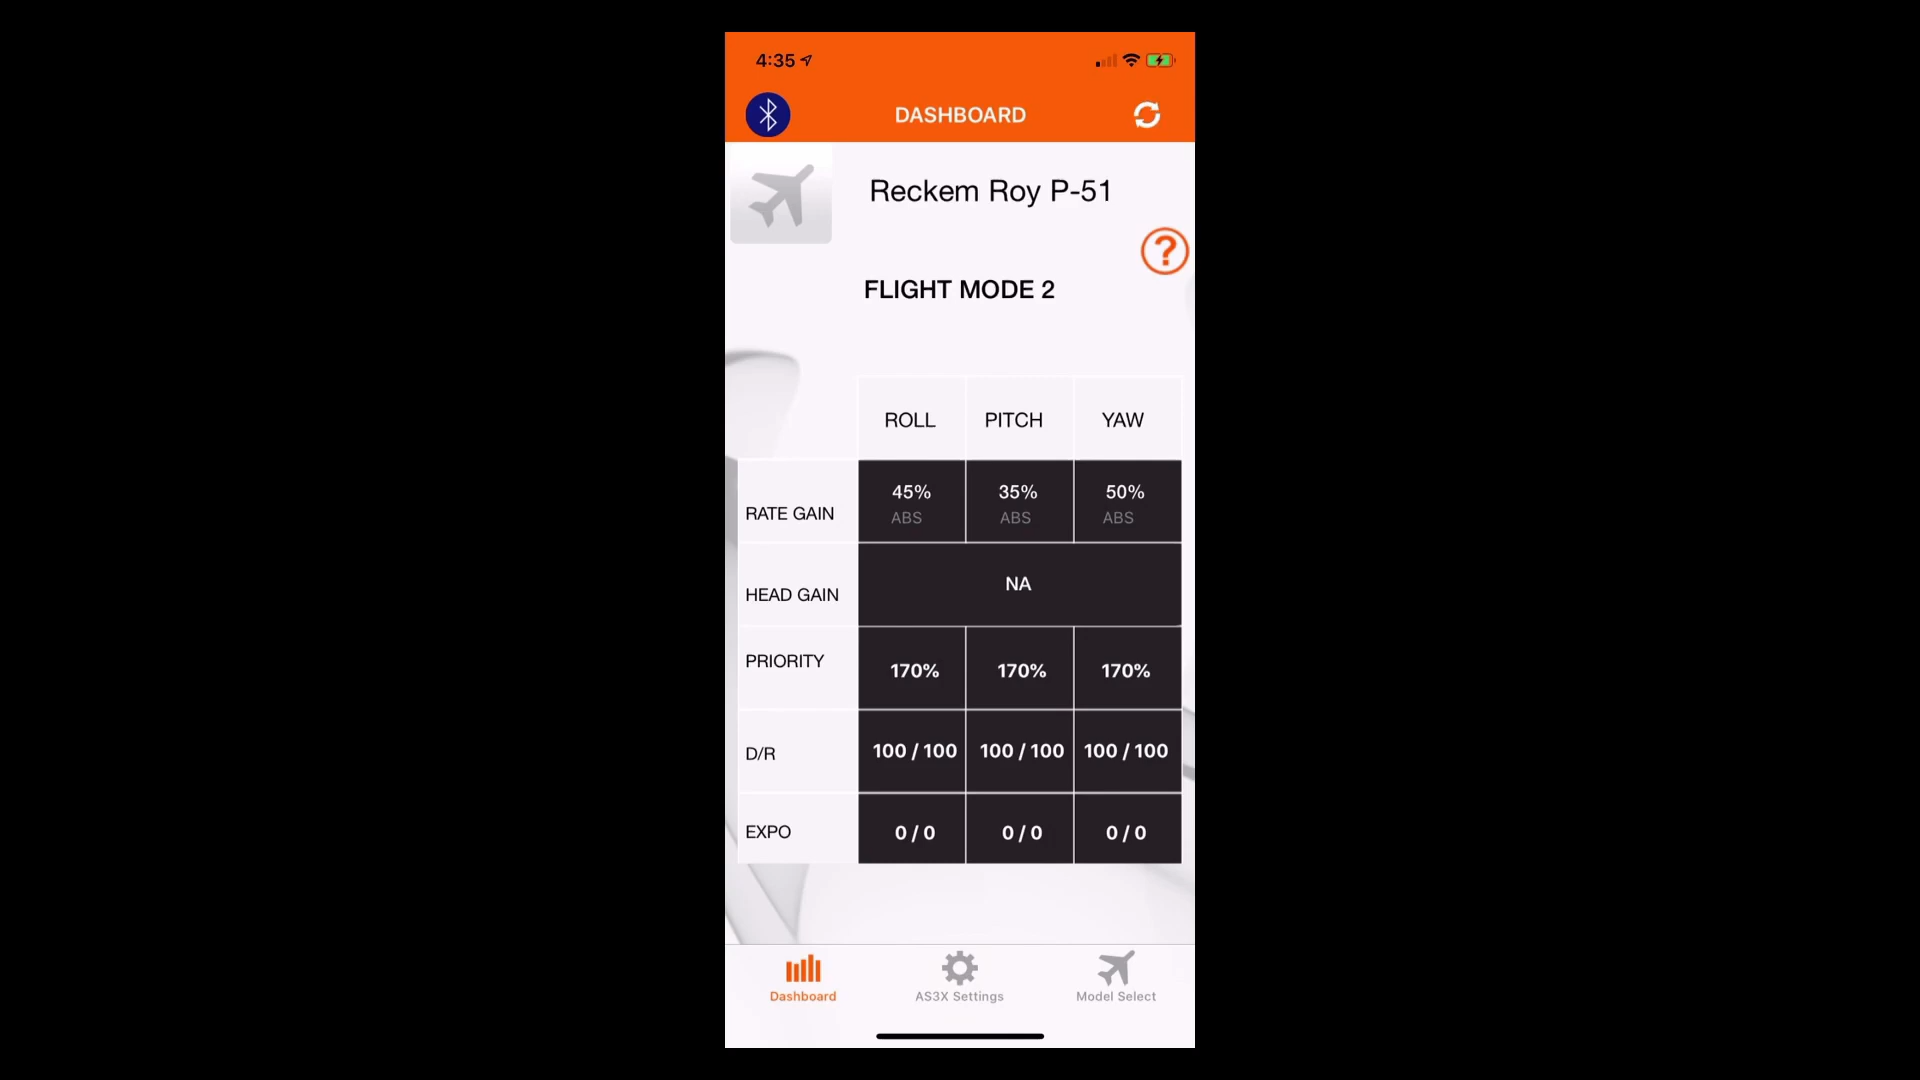 4:35
DASHBOARD
Reckem Roy P-51
?
FLIGHT MODE 2
ROLL PITCH YAW
RATE GAIN 45% ABS 35% ABS 50% ABS
HEAD GAIN NA
PRIORITY 170% 170% 170%
D/R 100 / 100 100 / 100 100 / 100
EXPO 0 / 0 0 / 0 0 / 0
Dashboard AS3X Settings Model Select